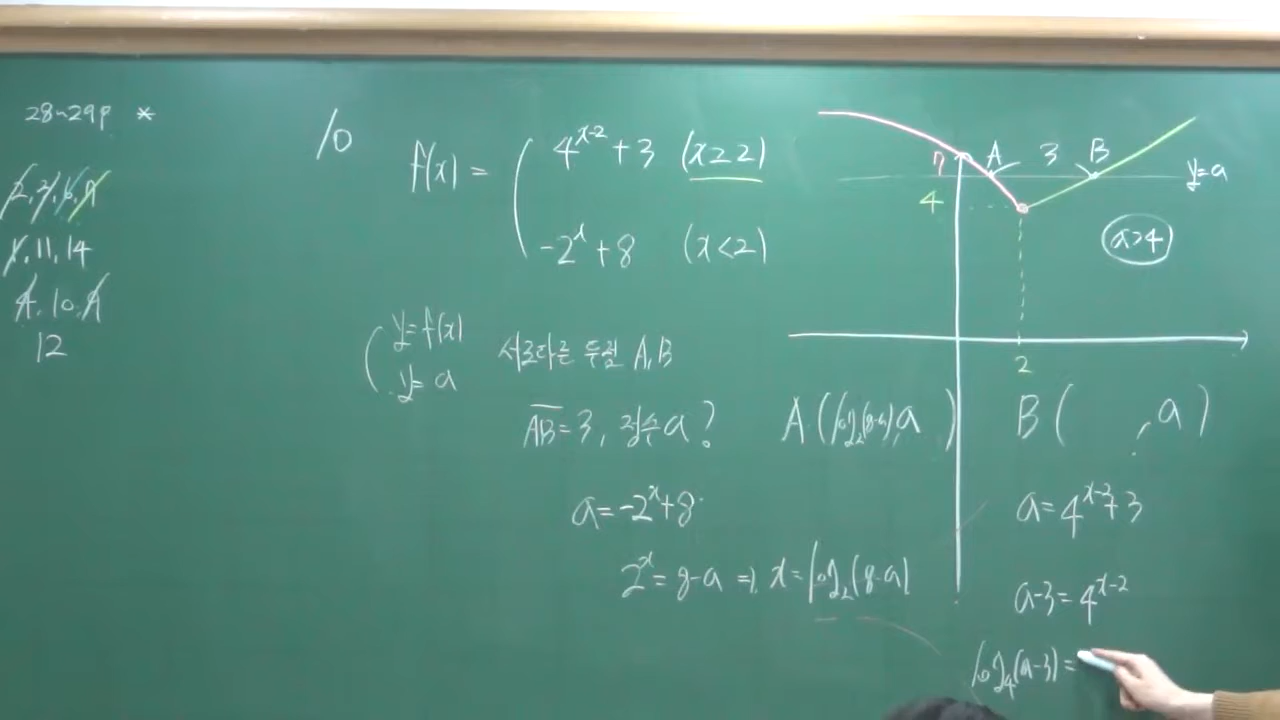 28~29p *
2, 3, 6, 9
1, 11, 14
4, 10, 9
12
10
f(x) = 4^{x-2}+3 (x≥2)
-2^x+8 (x<2)
y=f(x)
y=a
서로다른 두점 A, B
AB=3, 정수 a?
a=-2^x+8
2^x=8-a ⇒ x=log₂(8-a)
7
4
A 3 B
y=a
a>4
2
A(log₂(8-a), a)
B( , a)
a=4^{x-2}+3
a-3=4^{x-2}
log₄(a-3)=